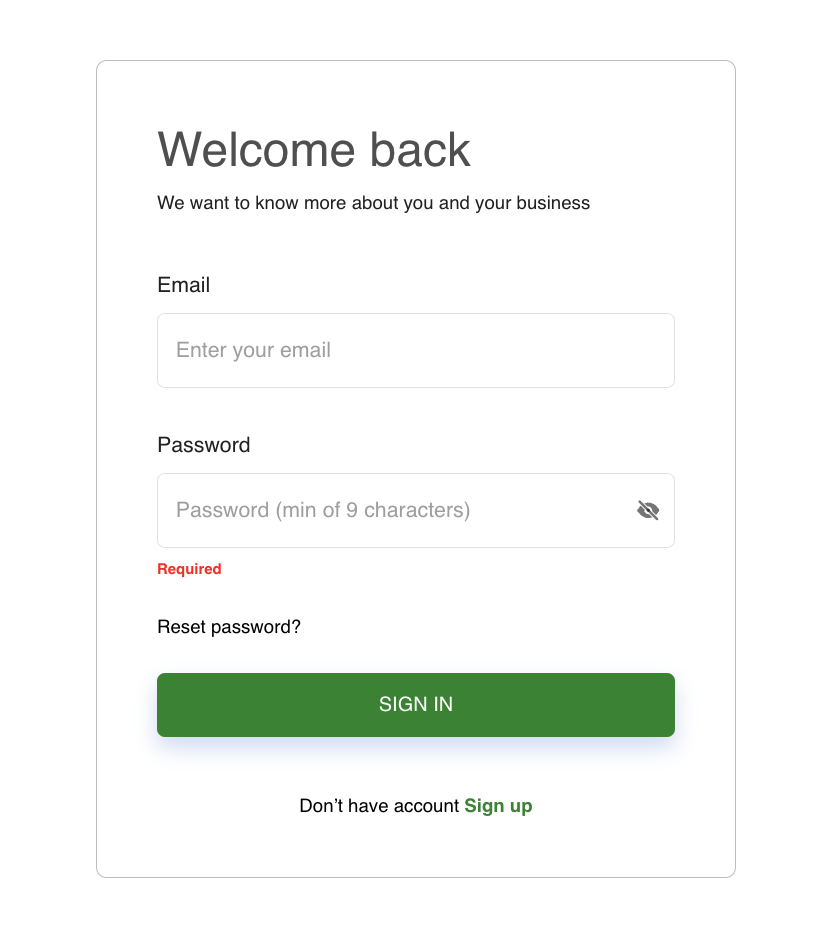 Welcome back
We want to know more about you and your business
Email
Enter your email
Password
Password (min of 9 characters)
Required
Reset password?
SIGN IN
Don’t have account Sign up